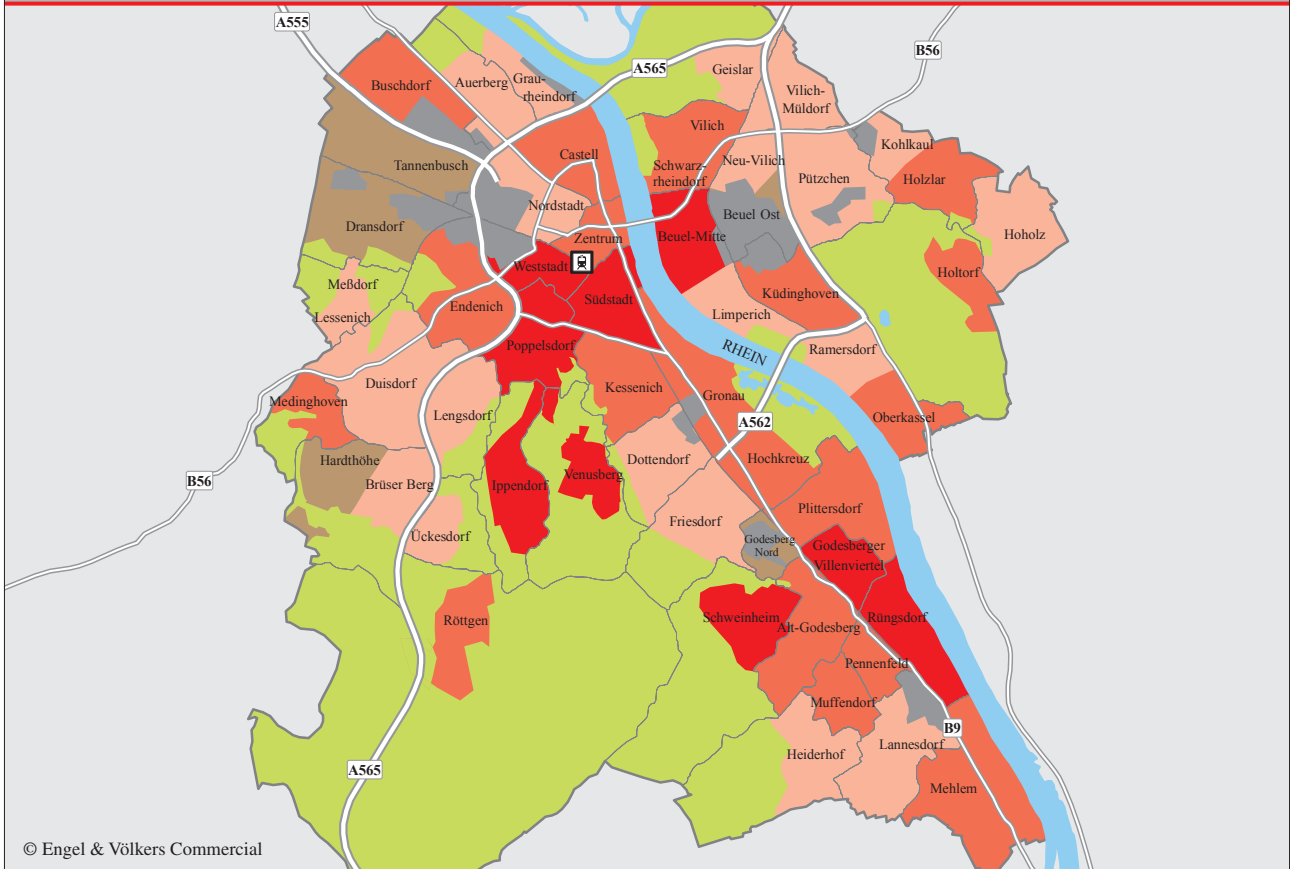 A555
B56
A565
Geislar
Buschdorf
Auerberg
Grau-
rheindorf
Vilich-
Müldorf
Vilich
Kohlkaul
Castell
Neu-Vilich
Tannenbusch
Schwarz-
rheindorf
Pützchen
Holzlar
Nordstadt
Beuel Ost
Dransdorf
Zentrum
Beuel-Mitte
Hoholz
Weststadt
Holtorf
Meßdorf
Südstadt
Küdinghoven
Endenich
Lessenich
Limperich
Poppelsdorf
RHEIN
Ramersdorf
Duisdorf
Kessenich
Gronau
Medinghoven
Lengsdorf
A562
Oberkassel
Hardthöhe
Dottendorf
Hochkreuz
B56
Brüser Berg
Ippendorf
Venusberg
Plittersdorf
Friesdorf
Ückesdorf
Godesberg
Nord
Godesberger
Villenviertel
Röttgen
Schweinheim
Alt-Godesberg
Rüngsdorf
Pennenfeld
Muffendorf
B9
Heiderhof
Lannesdorf
A565
Mehlem
© Engel & Völkers Commercial